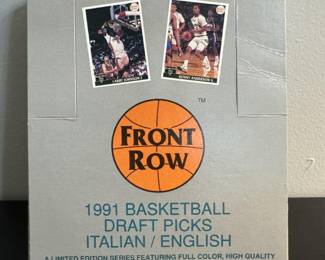 LARRY JOHNSON
KENNY ANDERSON
TM
FRONT
ROW
1991 BASKETBALL
DRAFT PICKS
ITALIAN / ENGLISH
A LIMITED EDITION SERIES FEATURING FULL COLOR, HIGH QUALITY